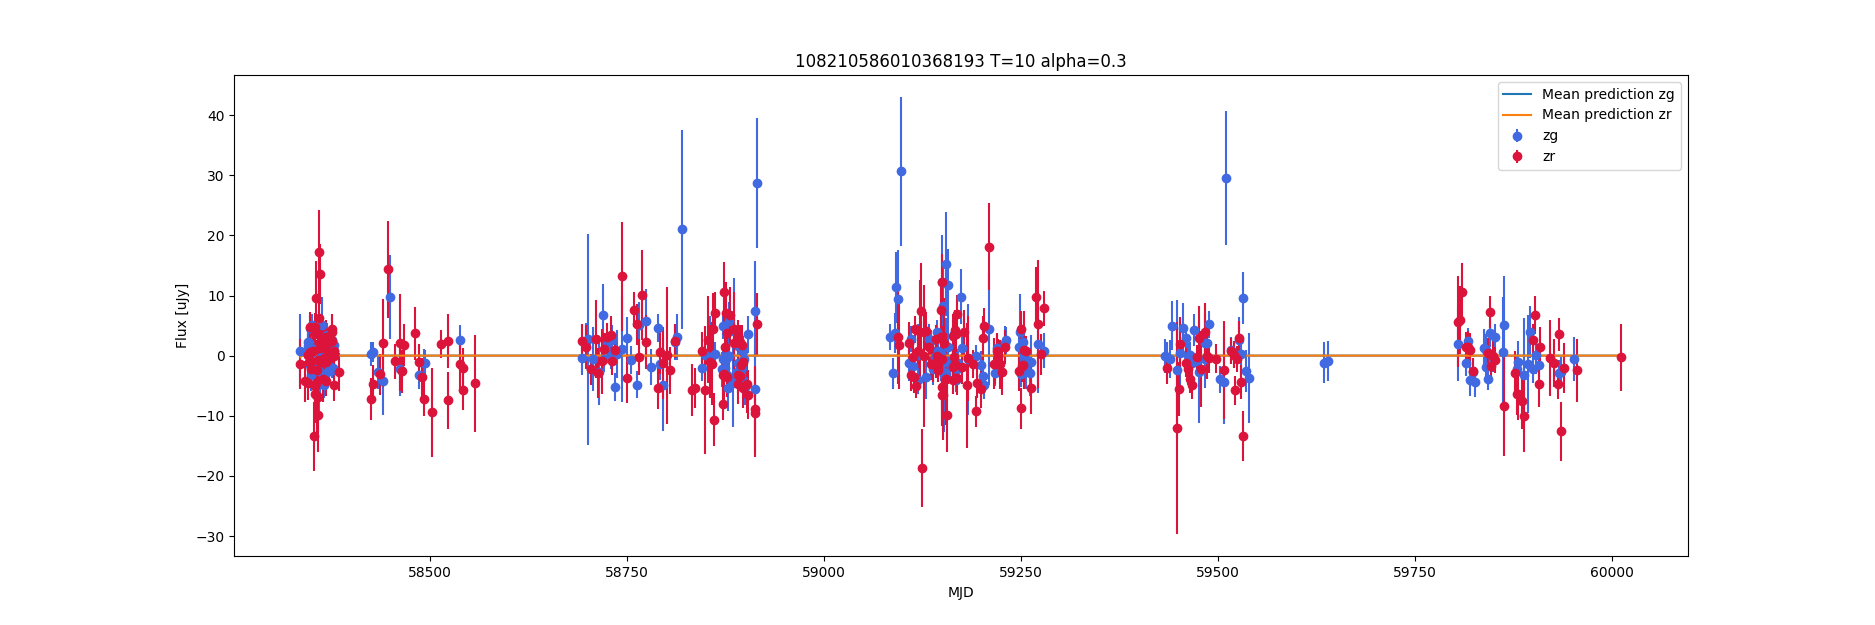 108210586010368193 T=10 alpha=0.3
Mean prediction zg
Mean prediction zr
zg
zr
Flux [uJy]
40
30
20
10
0
−10
−20
−30
58500
58750
59000
59250
59500
59750
60000
MJD